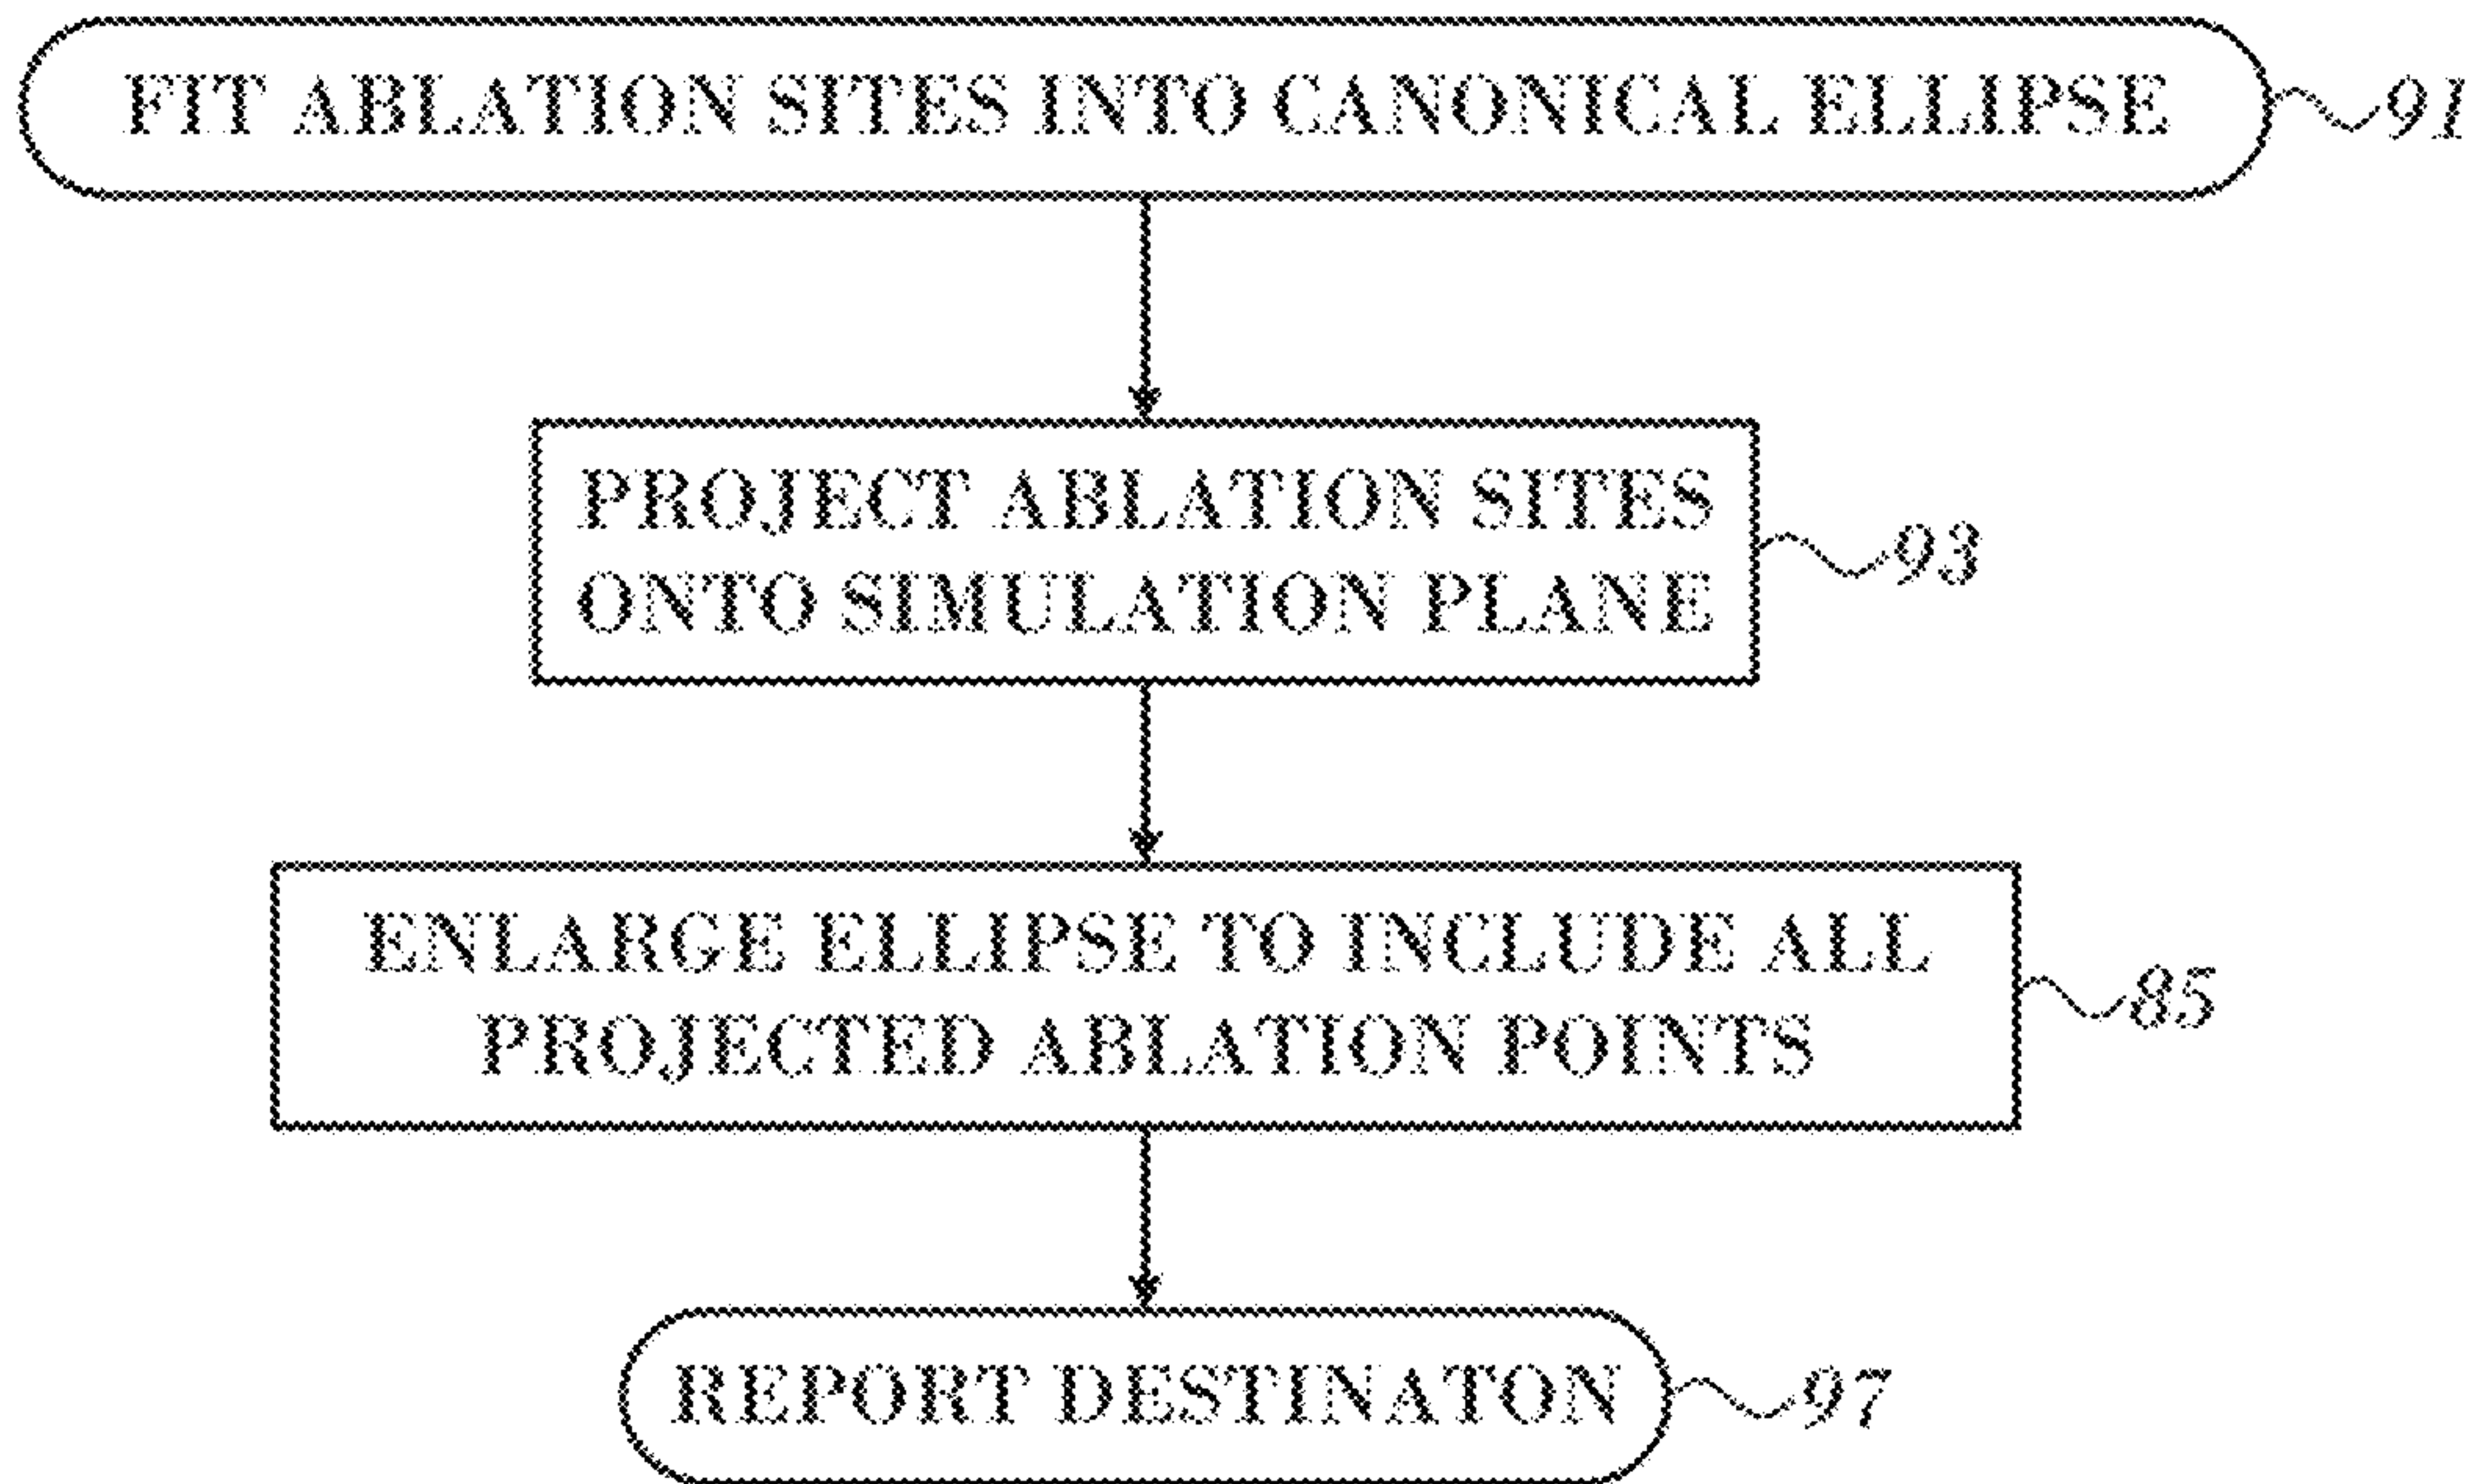 FIT ABLATION SITES INTO CANONICAL ELLIPSE
91
PROJECT ABLATION SITES
ONTO SIMULATION PLANE
93
ENLARGE ELLIPSE TO INCLUDE ALL
PROJECTED ABLATION POINTS
85
REPORT DESTINATON
97